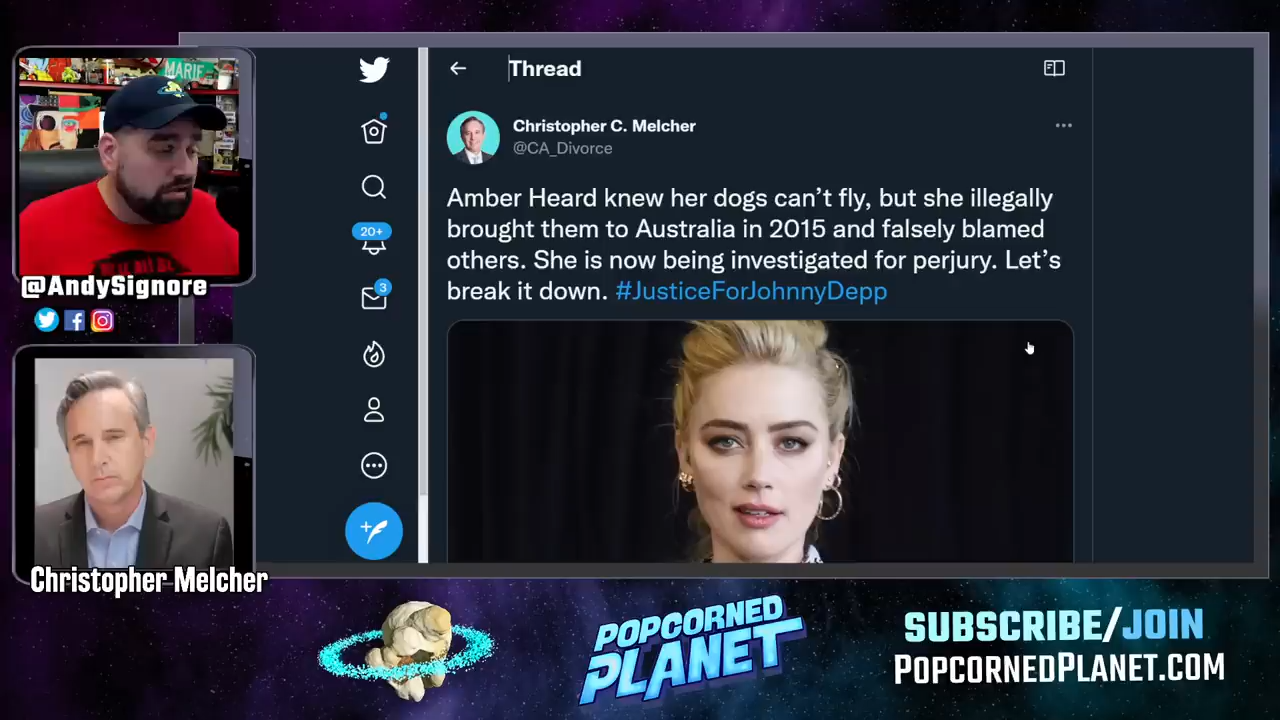 MARIE
@AndySignore
Christopher Melcher
Thread
Christopher C. Melcher
@CA_Divorce
Amber Heard knew her dogs can’t fly, but she illegally
brought them to Australia in 2015 and falsely blamed
others. She is now being investigated for perjury. Let’s
break it down. #JusticeForJohnnyDepp
20+
3
POPCORNED
PLANET
SUBSCRIBE/JOIN
POPCORNEDPLANET.COM